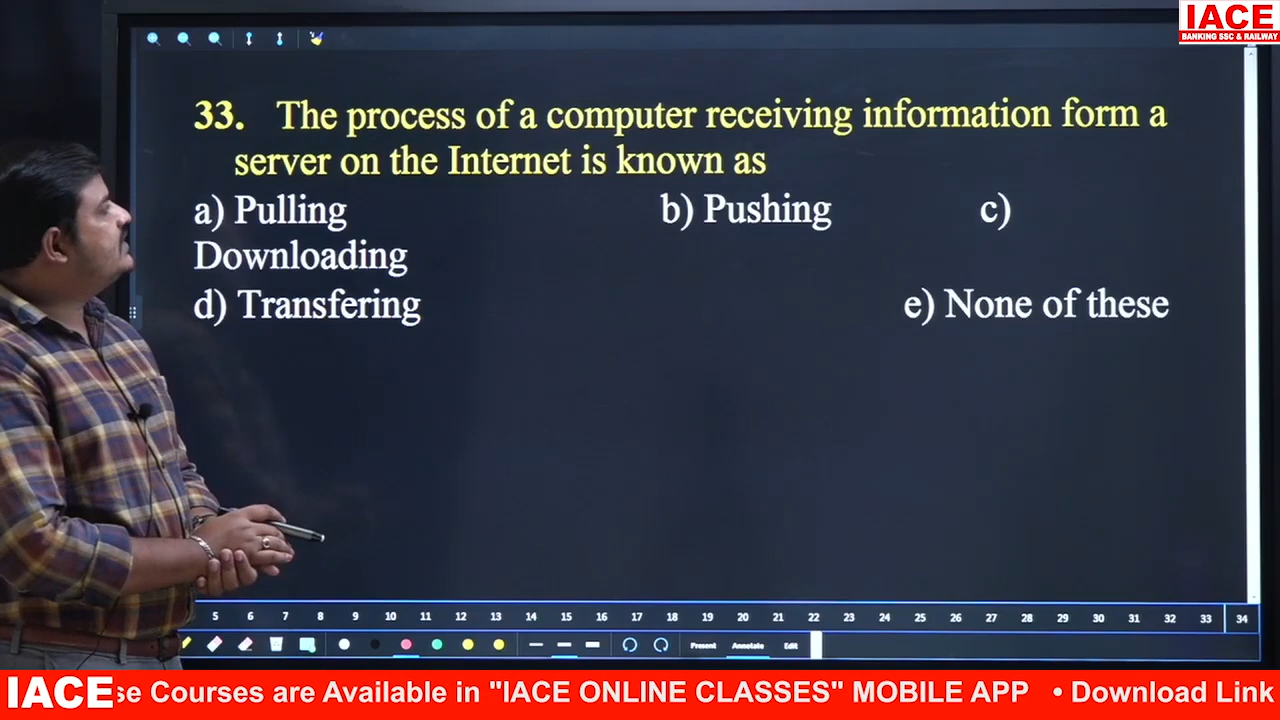 IACE
BANKING SSC & RAILWAY
33. The process of a computer receiving information form a
server on the Internet is known as
a) Pulling b) Pushing c)
Downloading
d) Transfering e) None of these
5 6 7 8 9 10 11 12 13 14 15 16 17 18 19 20 21 22 23 24 25 26 27 28 29 30 31 32 33 34
Present Annotate Edit
IACE se Courses are Available in "IACE ONLINE CLASSES" MOBILE APP • Download Link